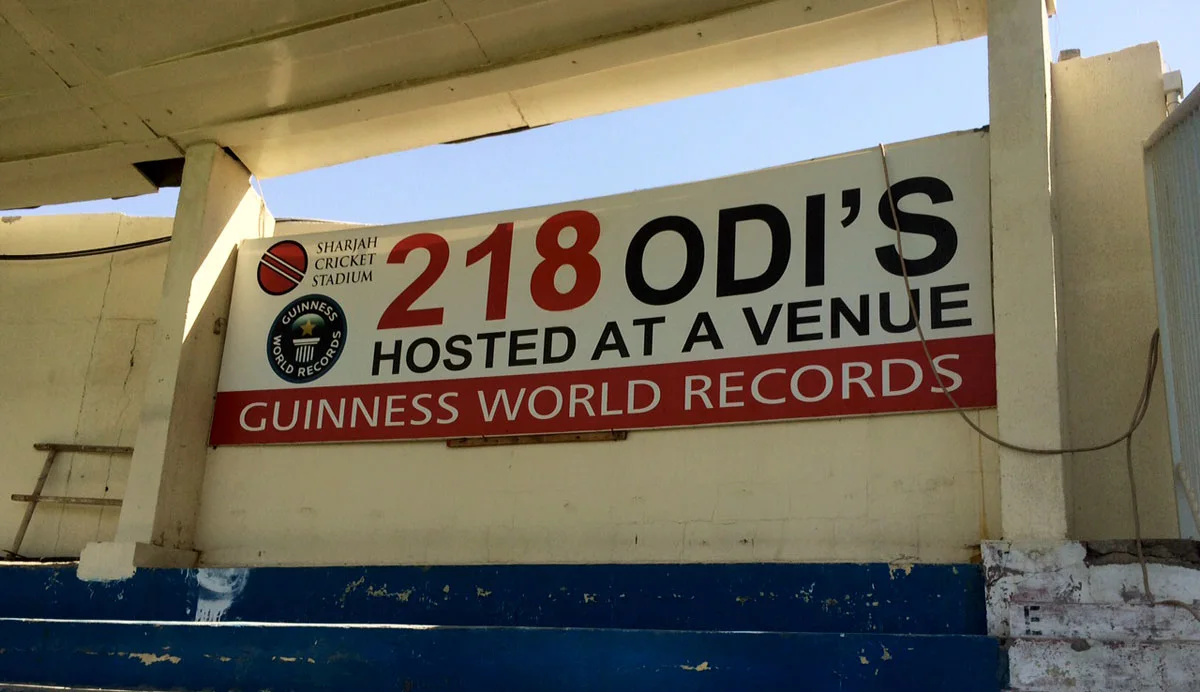 SHARJAH
CRICKET
STADIUM
218 ODI'S
HOSTED AT A VENUE
GUINNESS
WORLD RECORDS
GUINNESS WORLD RECORDS